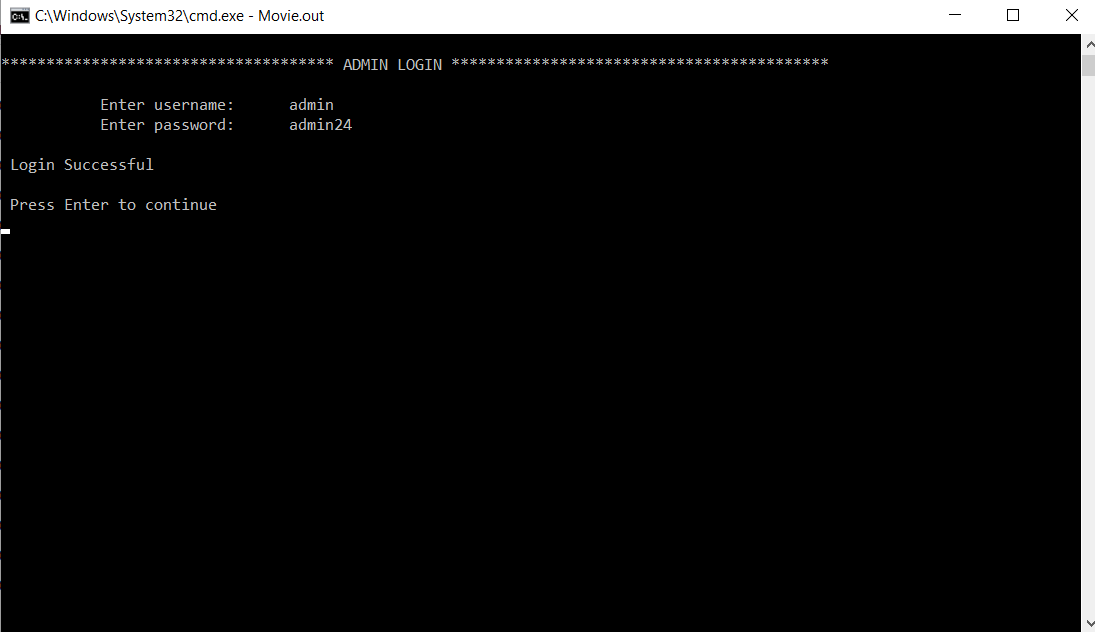 C:\Windows\System32\cmd.exe - Movie.out
************************************* ADMIN LOGIN ******************************************
Enter username: admin
Enter password: admin24
Login Successful
Press Enter to continue